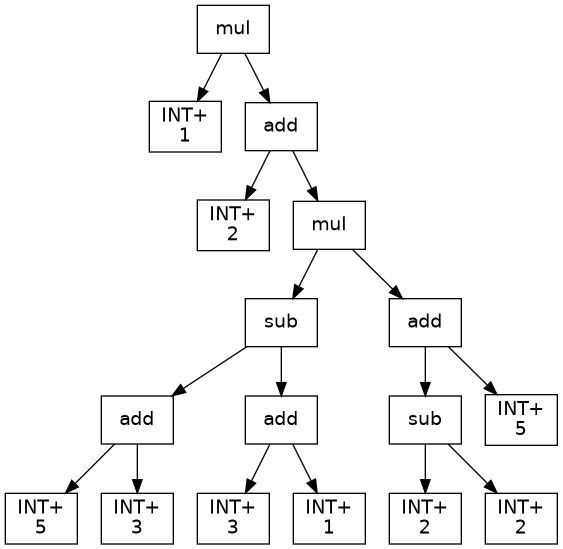 mul
INT+
1
add
INT+
2
mul
sub
add
add
add
sub
INT+
5
INT+
5
INT+
3
INT+
3
INT+
1
INT+
2
INT+
2